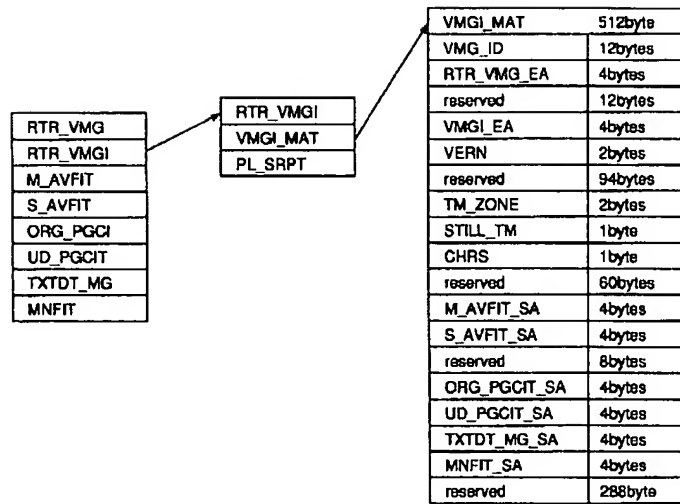 RTR_VMG
RTR_VMGI
M_AVFIT
S_AVFIT
ORG_PGCI
UD_PGCIT
TXTDT_MG
MNFIT
RTR_VMGI
VMGI_MAT
PL_SRPT
VMGI_MAT 512byte
VMG_ID 12bytes
RTR_VMG_EA 4bytes
reserved 12bytes
VMGI_EA 4bytes
VERN 2bytes
reserved 94bytes
TM_ZONE 2bytes
STILL_TM 1byte
CHRS 1byte
reserved 60bytes
M_AVFIT_SA 4bytes
S_AVFIT_SA 4bytes
reserved 8bytes
ORG_PGCIT_SA 4bytes
UD_PGCIT_SA 4bytes
TXTDT_MG_SA 4bytes
MNFIT_SA 4bytes
reserved 288byte